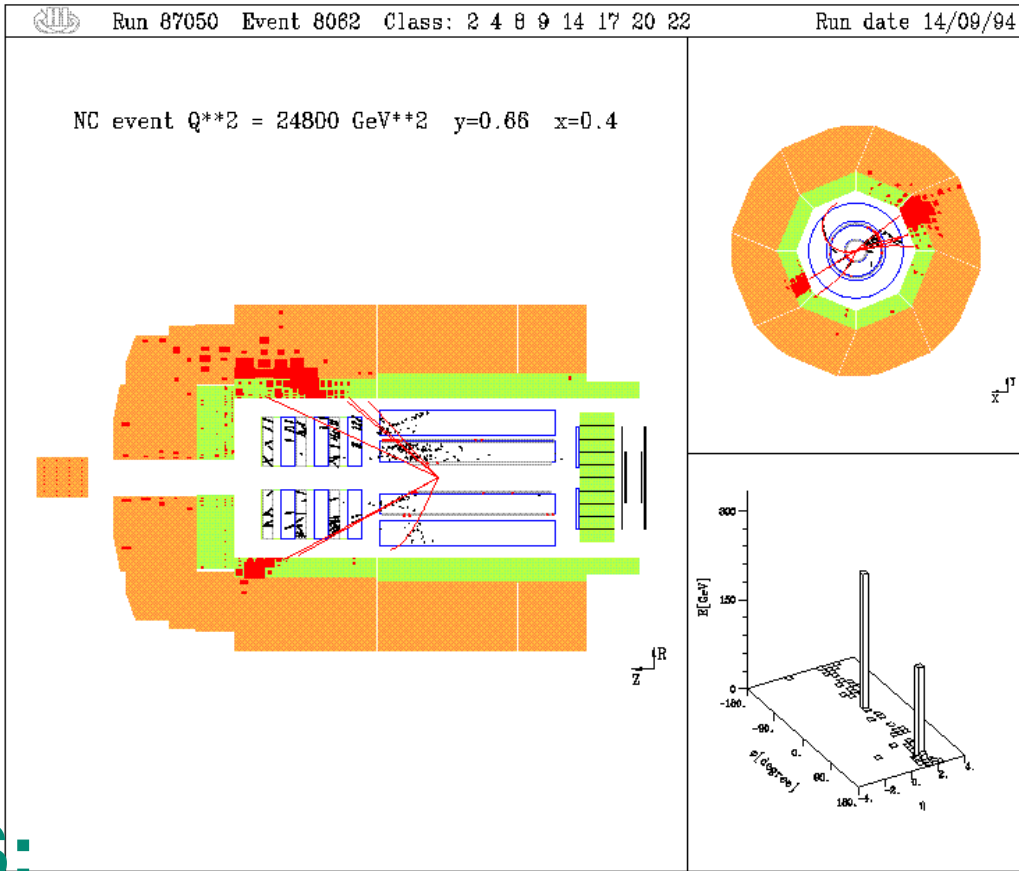 Run 87050 Event 8062 Class: 2 4 8 9 14 17 20 22 Run date 14/09/94
NC event Q**2 = 24800 GeV**2 y=0.66 x=0.4
Y
X
R
Z
E[GeV]
300
150
0
-180.
-90.
0.
90.
180.
φ[degree]
-4.
-2.
0.
2.
4.
η